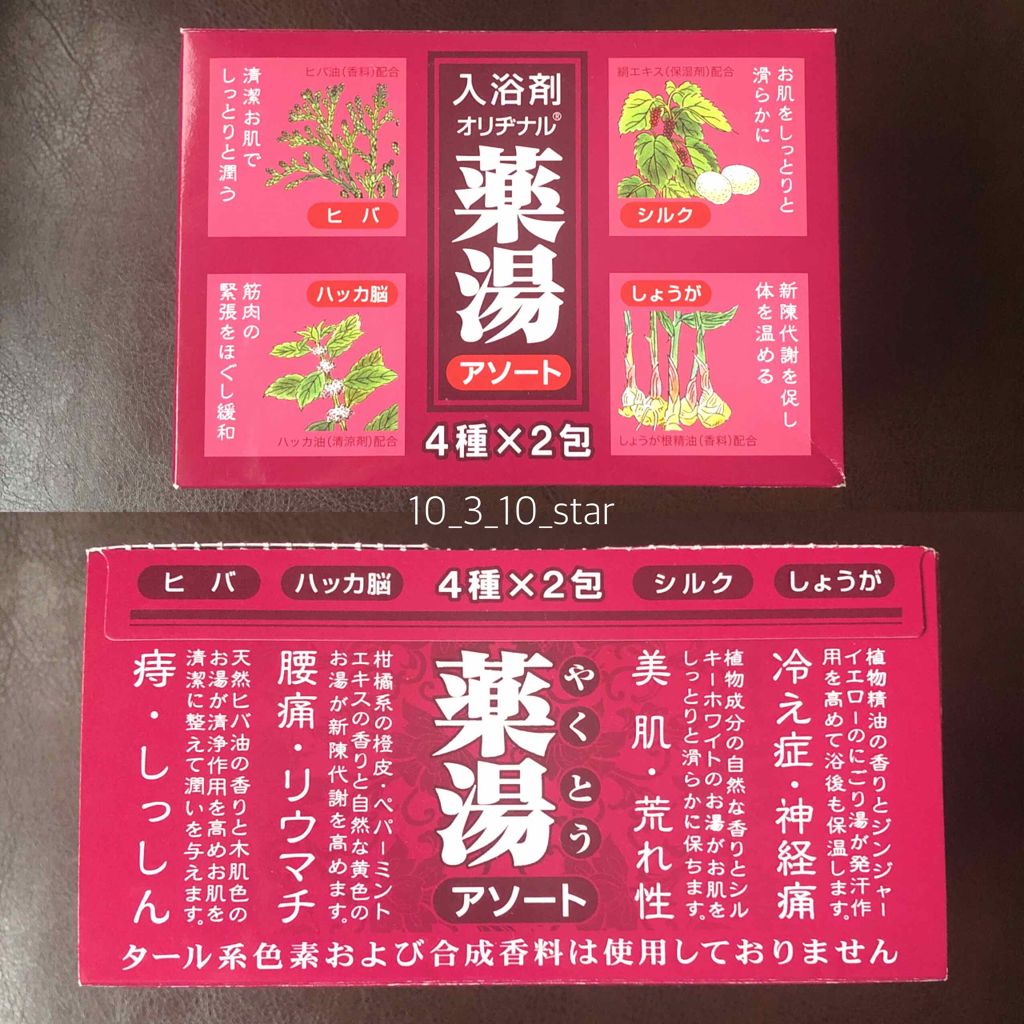 ヒバ油(香料)配合
清潔お肌で
しっとりと潤う
ヒバ
入浴剤
オリヂナル®
薬湯
アソート
4種×2包
絹エキス(保湿剤)配合
お肌をしっとりと
滑らかに
シルク
ハッカ脳
筋肉の
緊張をほぐし緩和
ハッカ油(清涼剤)配合
しょうが
新陳代謝を促し
体を温める
しょうが根精油(香料)配合
10_3_10_star
ヒバ
ハッカ脳
4種×2包
シルク
しょうが
植物精油の香りとジンジャー
イエローのにごり湯が発汗作
用を高めて浴後も保温します。
冷え症・神経痛
植物成分の自然な香りとシル
キーホワイトのお湯がお肌を
しっとりと滑らかに保ちます。
美肌・荒れ性
やくとう
薬湯
アソート
柑橘系の橙皮・ペパーミント
エキスの香りと自然な黄色の
お湯が新陳代謝を高めます。
腰痛・リウマチ
天然ヒバ油の香りと木肌色の
お湯が清浄作用を高めお肌を
清潔に整えて潤いを与えます。
痔・しっしん
タール系色素および合成香料は使用しておりません